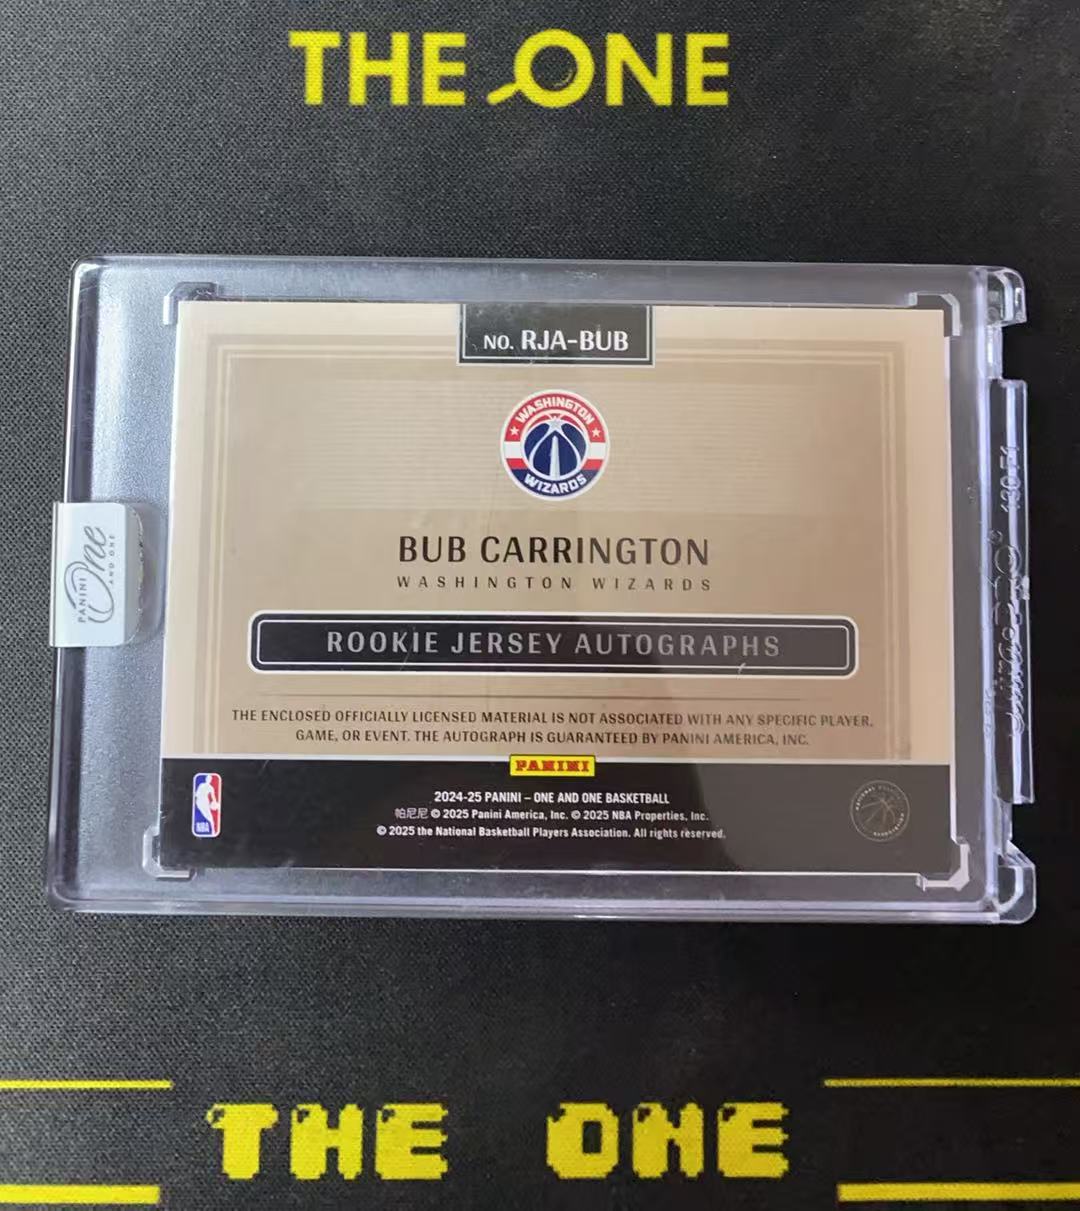 THE ONE
NO. RJA-BUB
WASHINGTON
WIZARDS
BUB CARRINGTON
WASHINGTON WIZARDS
PANINI
One
AND ONE
ROOKIE JERSEY AUTOGRAPHS
THE ENCLOSED OFFICIALLY LICENSED MATERIAL IS NOT ASSOCIATED WITH ANY SPECIFIC PLAYER,
GAME, OR EVENT. THE AUTOGRAPH IS GUARANTEED BY PANINI AMERICA, INC.
PANINI
NBA
2024-25 PANINI – ONE AND ONE BASKETBALL
帕尼尼 © 2025 Panini America, Inc. © 2025 NBA Properties, Inc.
© 2025 the National Basketball Players Association. All rights reserved.
THE ONE